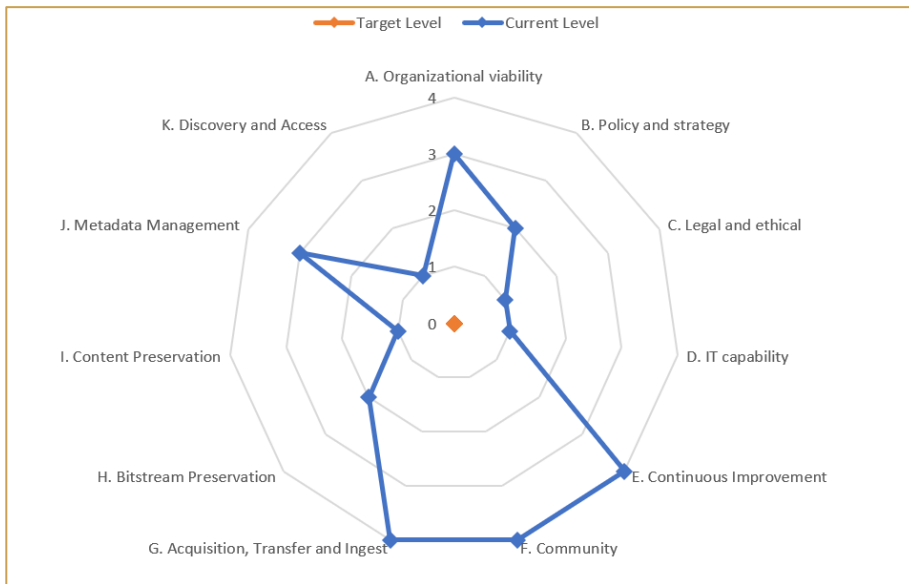 Target Level
Current Level
A. Organizational viability
4
K. Discovery and Access
B. Policy and strategy
3
2
J. Metadata Management
C. Legal and ethical
1
0
I. Content Preservation
D. IT capability
H. Bitstream Preservation
E. Continuous Improvement
G. Acquisition, Transfer and Ingest
F. Community